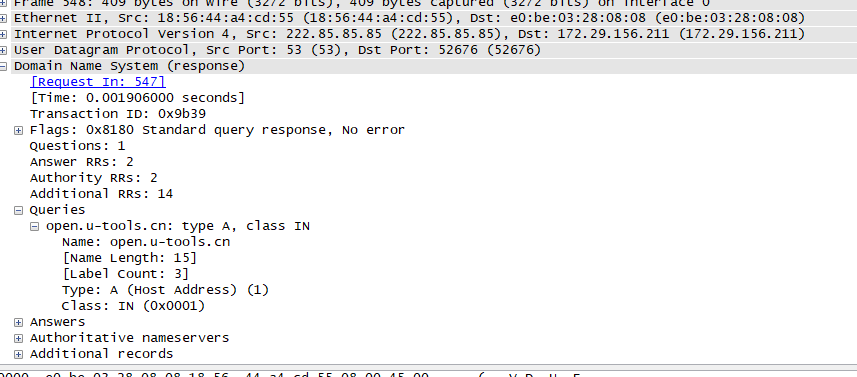 Frame 548: 409 bytes on wire (3272 bits), 409 bytes captured (3272 bits) on interface 0
Ethernet II, Src: 18:56:44:a4:cd:55 (18:56:44:a4:cd:55), Dst: e0:be:03:28:08:08 (e0:be:03:28:08:08)
Internet Protocol Version 4, Src: 222.85.85.85 (222.85.85.85), Dst: 172.29.156.211 (172.29.156.211)
User Datagram Protocol, Src Port: 53 (53), Dst Port: 52676 (52676)
Domain Name System (response)
[Request In: 547]
[Time: 0.001906000 seconds]
Transaction ID: 0x9b39
Flags: 0x8180 Standard query response, No error
Questions: 1
Answer RRs: 2
Authority RRs: 2
Additional RRs: 14
Queries
open.u-tools.cn: type A, class IN
Name: open.u-tools.cn
[Name Length: 15]
[Label Count: 3]
Type: A (Host Address) (1)
Class: IN (0x0001)
Answers
Authoritative nameservers
Additional records